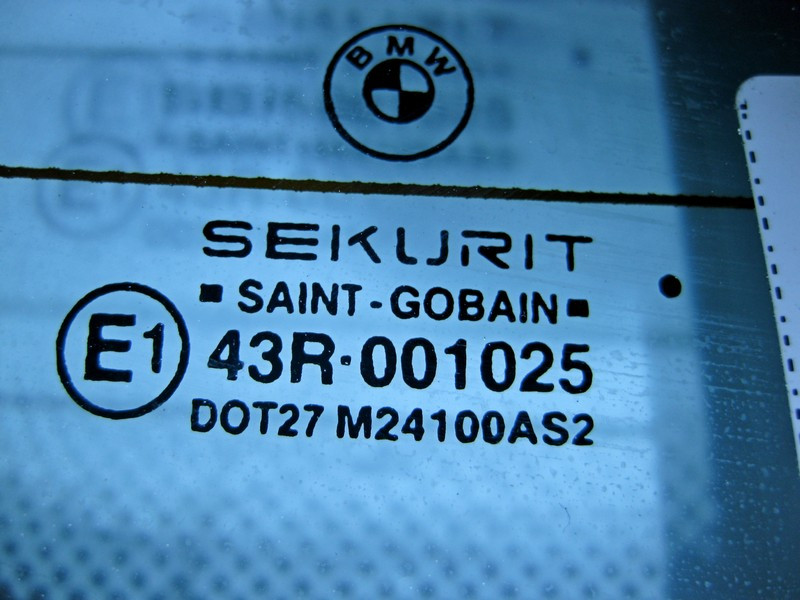 BMW
SEKURIT
▪ SAINT-GOBAIN ▪
E1 43R·001025
DOT27 M24100AS2